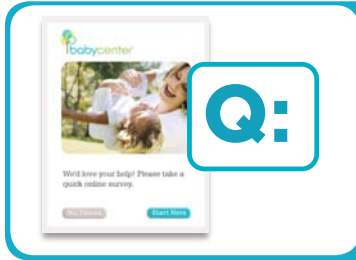 babycenter
Q:
We'd love your help! Please take a
quick online survey.
No, Thanks
Start Here